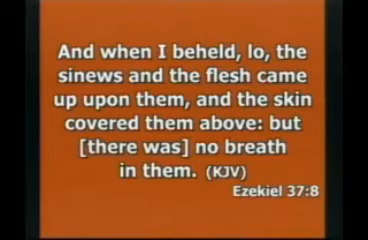 And when I beheld, lo, the
sinews and the flesh came
up upon them, and the skin
covered them above: but
[there was] no breath
in them. (KJV)
Ezekiel 37:8